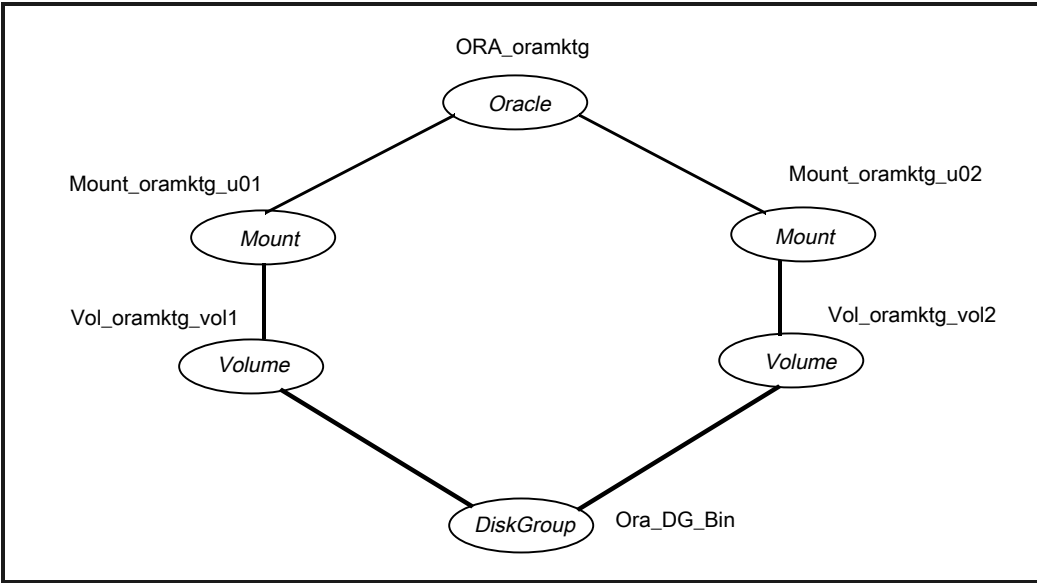 ORA_oramktg
Oracle
Mount_oramktg_u01
Mount_oramktg_u02
Mount
Mount
Vol_oramktg_vol1
Vol_oramktg_vol2
Volume
Volume
DiskGroup
Ora_DG_Bin